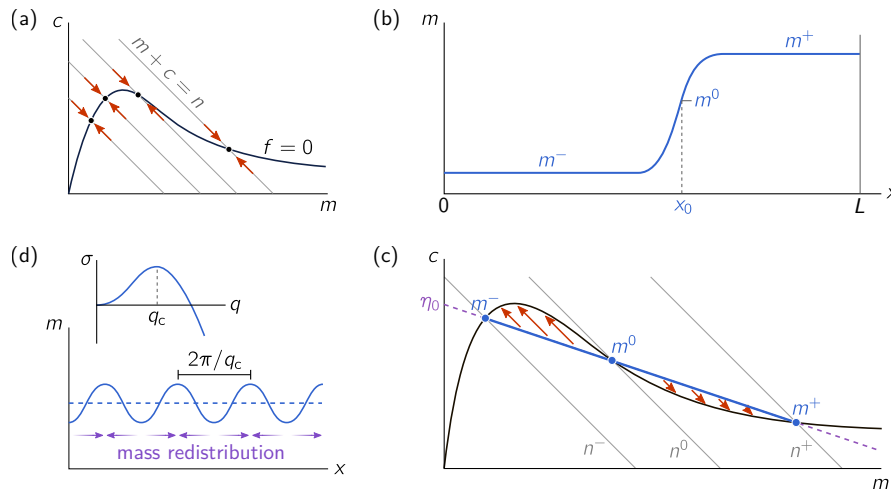 (a)
c
m + c = n
f = 0
m
(b)
m
m⁺
m⁰
m⁻
0
x₀
L
x
(d)
σ
q
q_c
m
2π/q_c
mass redistribution
x
(c)
c
η₀
m⁻
m⁰
m⁺
n⁻
n⁰
n⁺
m